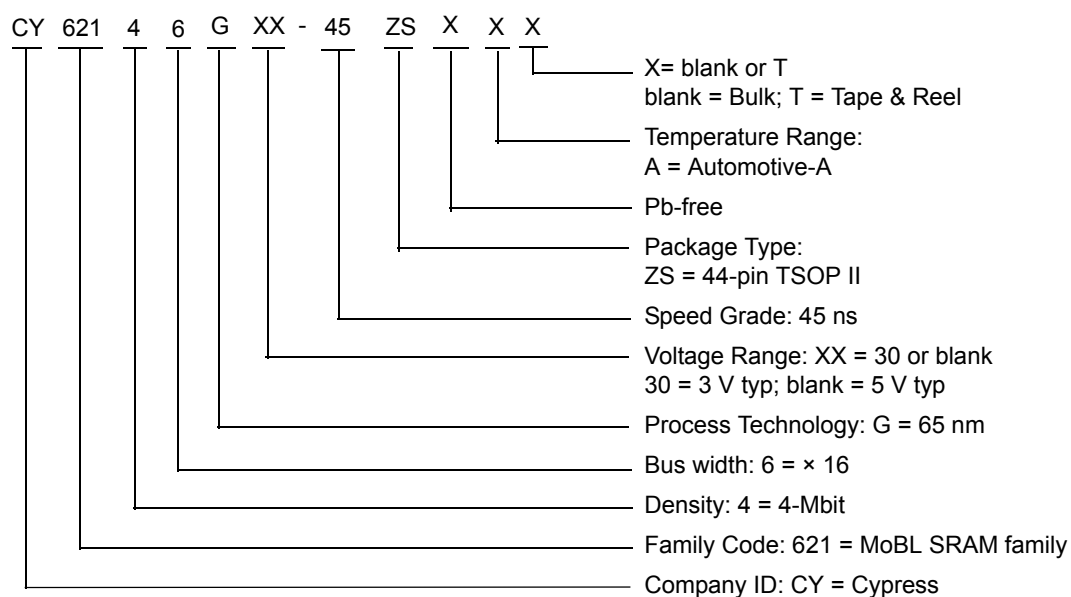 CY 621 4 6 G XX - 45 ZS X X X
X= blank or T
blank = Bulk; T = Tape & Reel
Temperature Range:
A = Automotive-A
Pb-free
Package Type:
ZS = 44-pin TSOP II
Speed Grade: 45 ns
Voltage Range: XX = 30 or blank
30 = 3 V typ; blank = 5 V typ
Process Technology: G = 65 nm
Bus width: 6 = × 16
Density: 4 = 4-Mbit
Family Code: 621 = MoBL SRAM family
Company ID: CY = Cypress